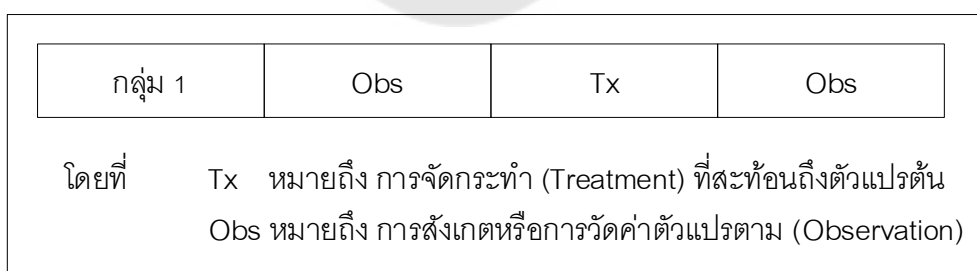 กลุ่ม 1 Obs Tx Obs
โดยที่ Tx หมายถึง การจัดกระทำ (Treatment) ที่สะท้อนถึงตัวแปรต้น
Obs หมายถึง การสังเกตหรือการวัดค่าตัวแปรตาม (Observation)